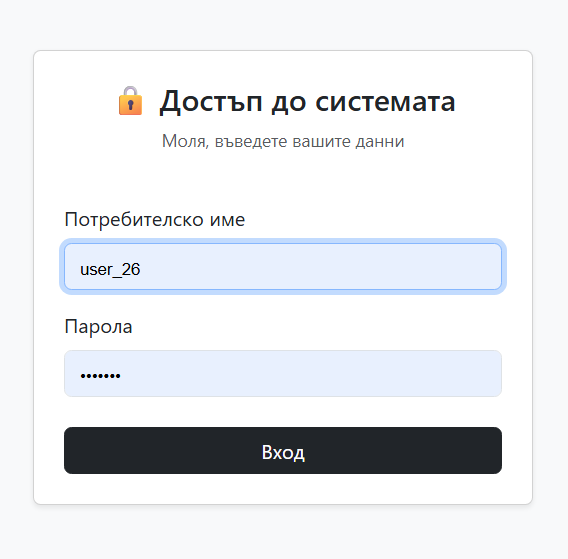 🔒 Достъп до системата
Моля, въведете вашите данни
Потребителско име
user_26
Парола
•••••••
Вход